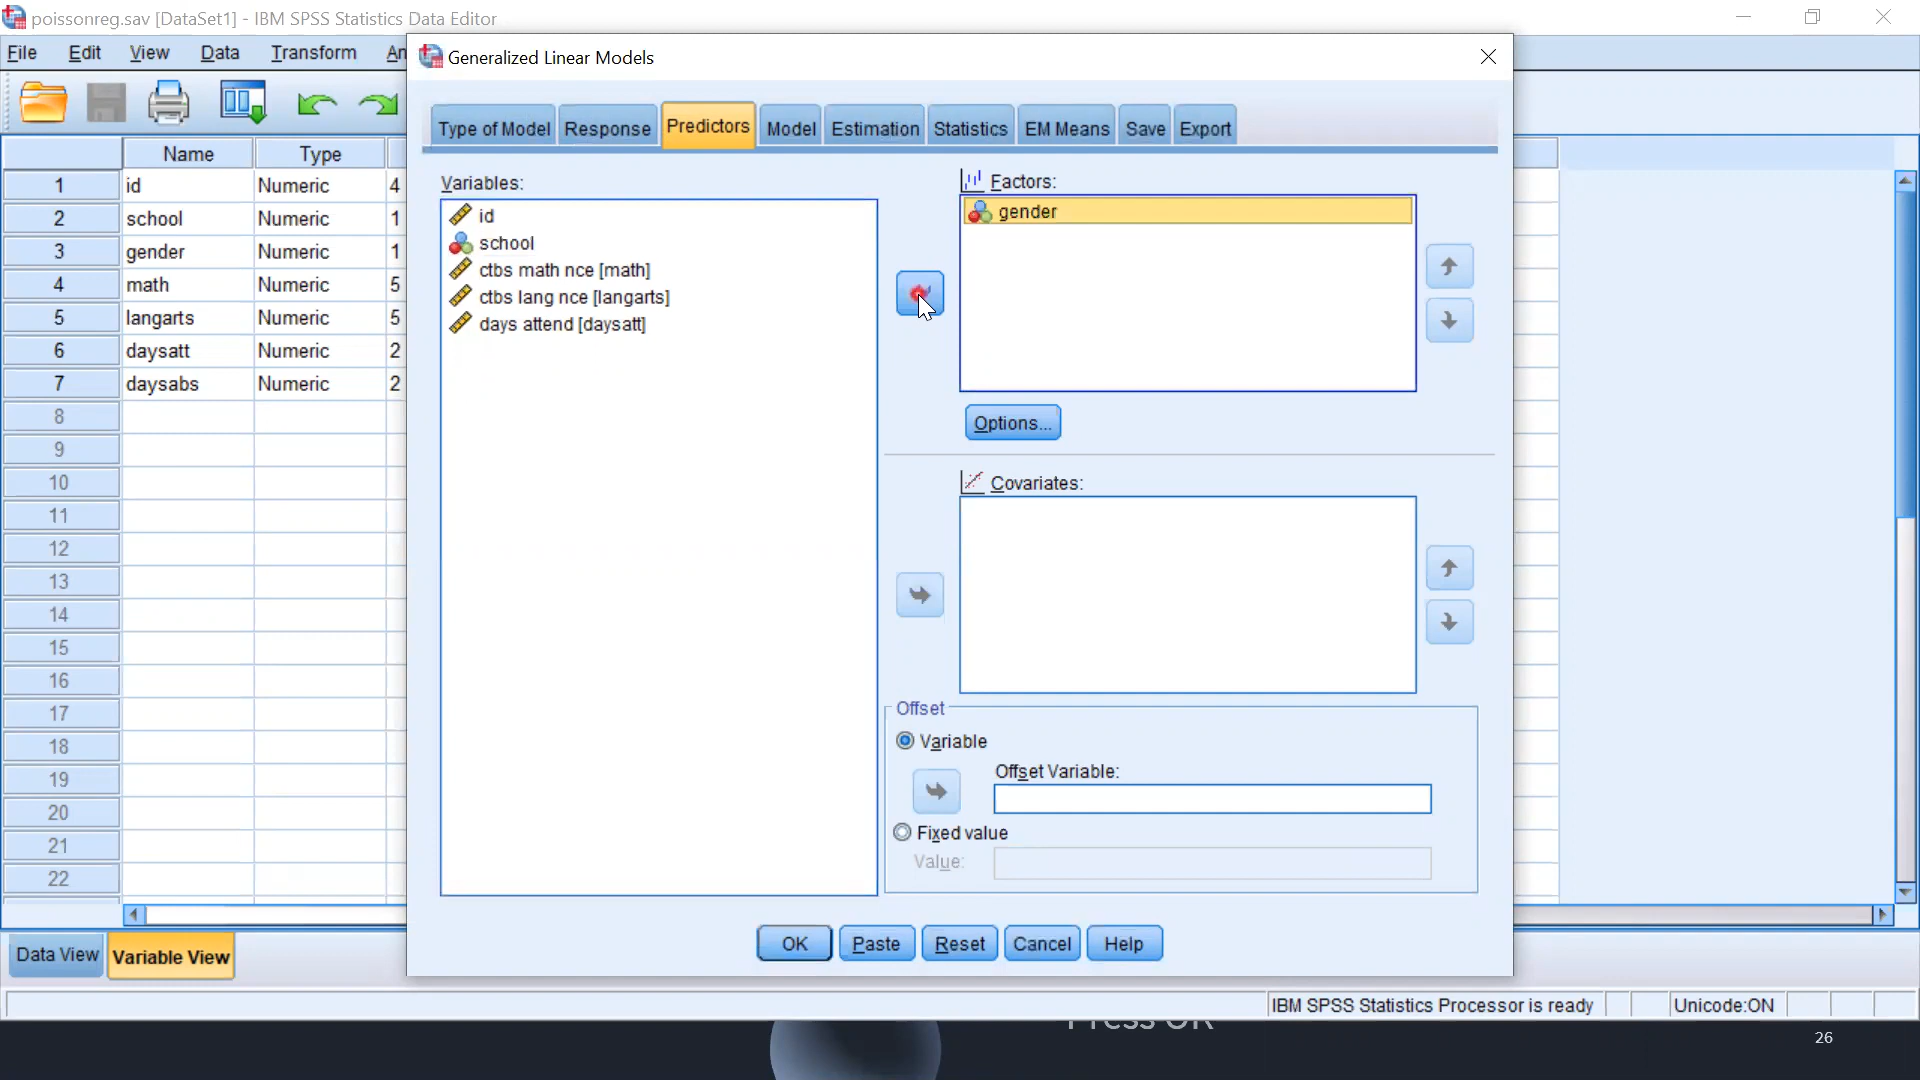 poissonreg.sav [DataSet1] - IBM SPSS Statistics Data Editor
File Edit View Data Transform An
Generalized Linear Models
Type of Model Response Predictors Model Estimation Statistics EM Means Save Export
Name Type
1 id Numeric 4
2 school Numeric 1
3 gender Numeric 1
4 math Numeric 5
5 langarts Numeric 5
6 daysatt Numeric 2
7 daysabs Numeric 2
8
9
10
11
12
13
14
15
16
17
18
19
20
21
22
Variables:
id
school
ctbs math nce [math]
ctbs lang nce [langarts]
days attend [daysatt]
Factors:
gender
Options...
Covariates:
Offset
Variable
Offset Variable:
Fixed value
Value:
OK Paste Reset Cancel Help
Data View Variable View
IBM SPSS Statistics Processor is ready Unicode:ON
Press OK
26